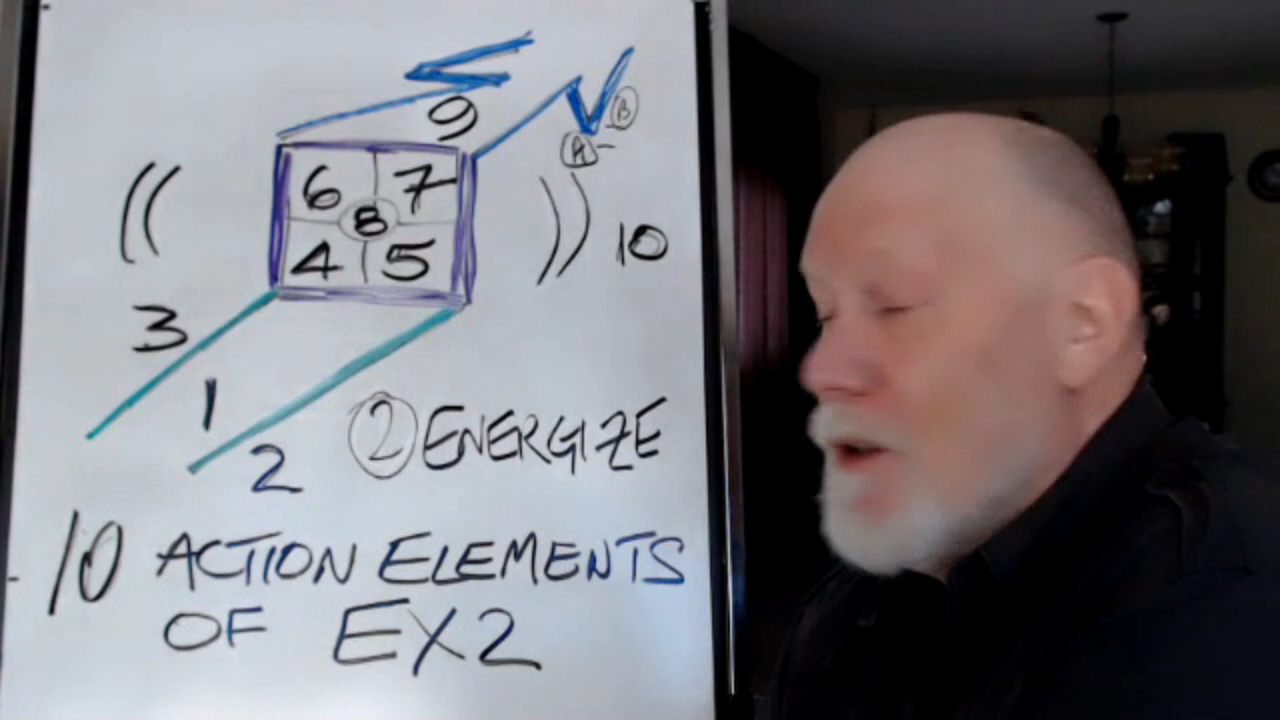 9
B
A
6 7
8
4 5
(( )) 10
3
1
2
2 ENERGIZE
10 ACTION ELEMENTS
OF EX2